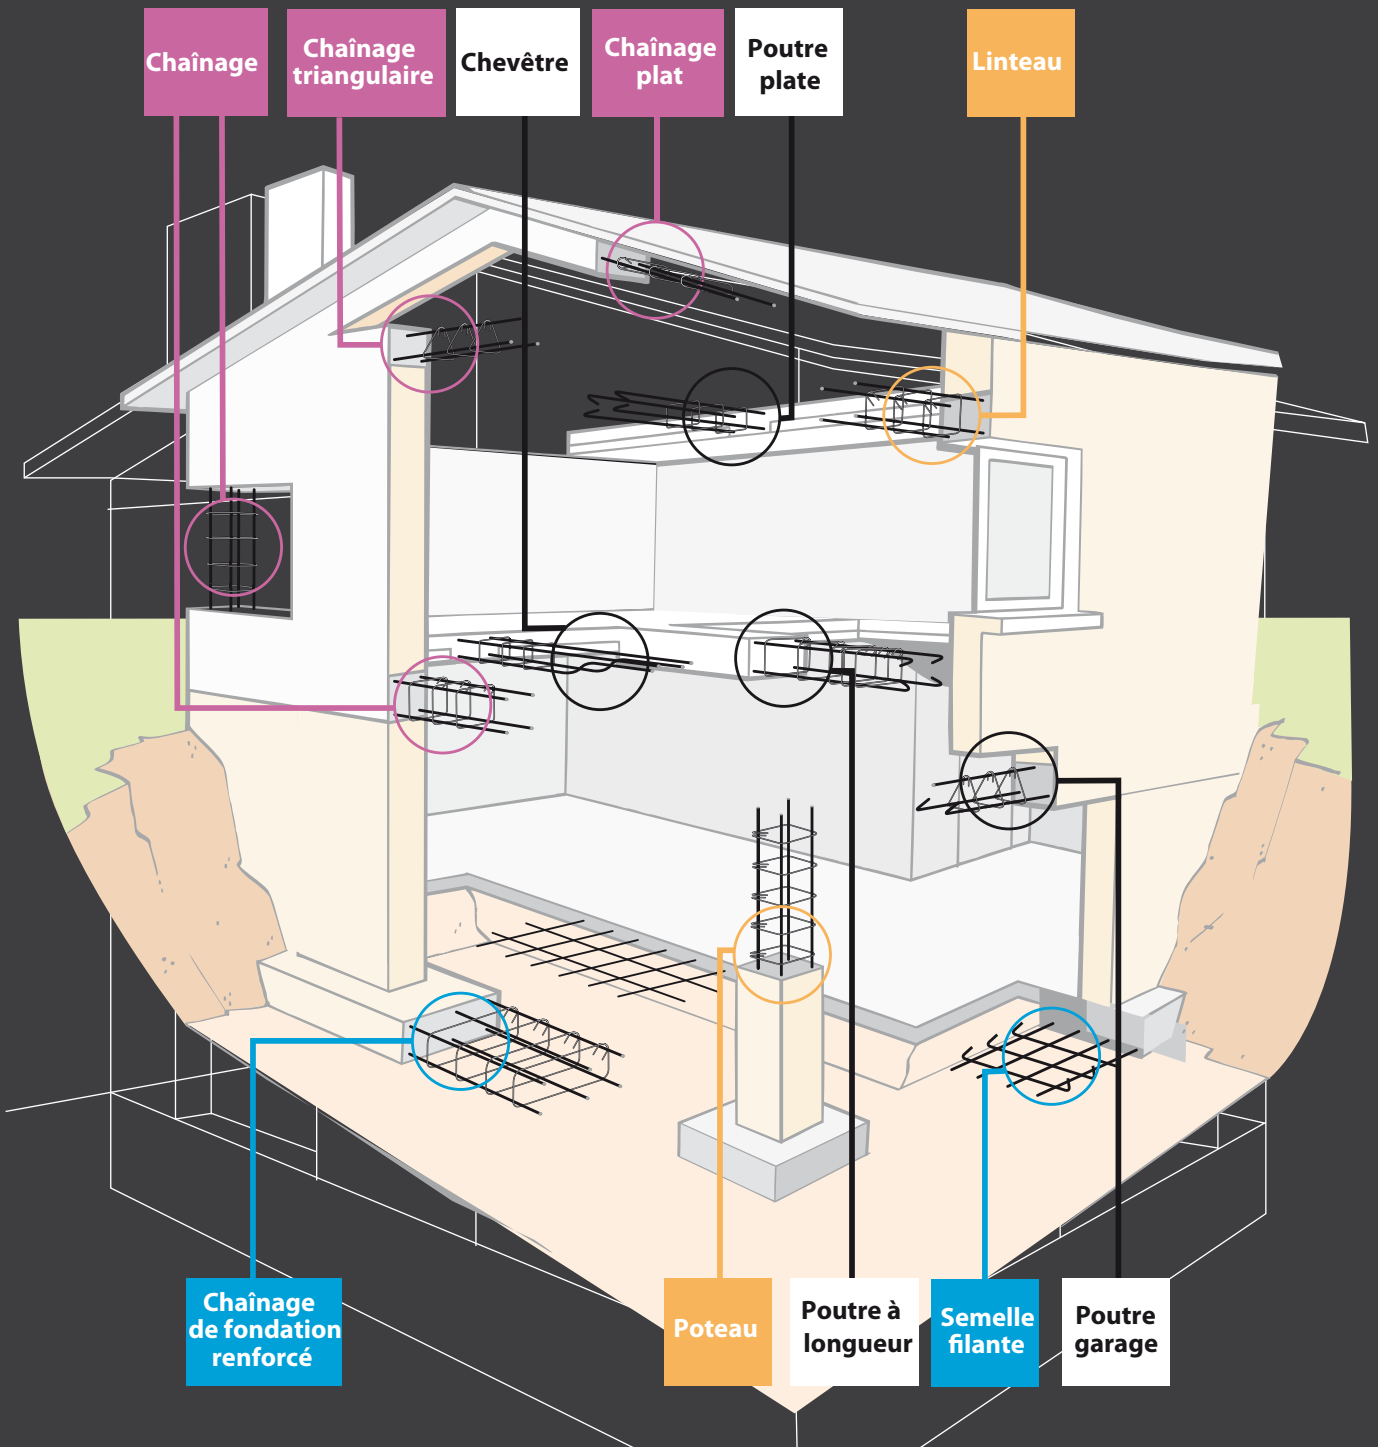 Chaînage
Chaînage
triangulaire
Chevêtre
Chaînage
plat
Poutre
plate
Linteau
Chaînage
de fondation
renforcé
Poteau
Poutre à
longueur
Semelle
filante
Poutre
garage